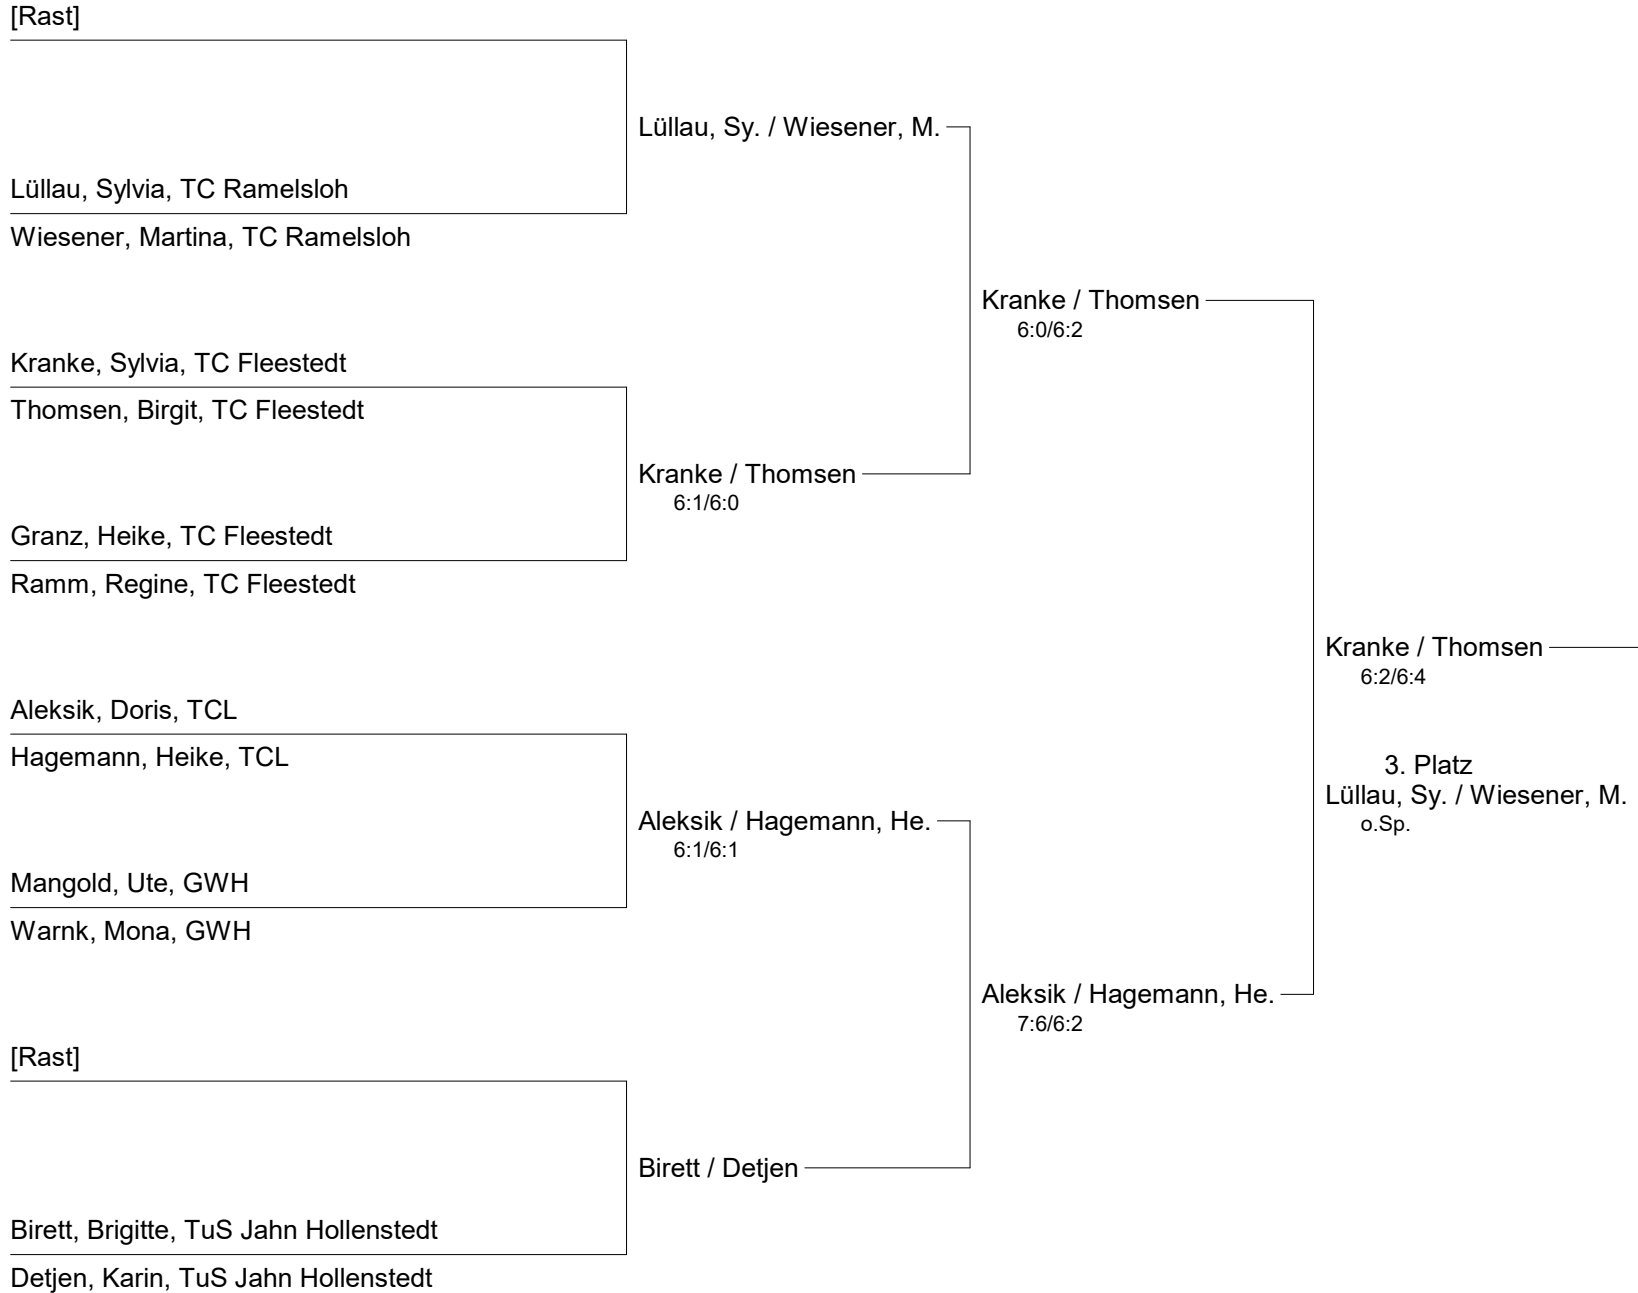 [Rast]
Lüllau, Sy. / Wiesener, M.
Lüllau, Sylvia, TC Ramelsloh
Wiesener, Martina, TC Ramelsloh
Kranke / Thomsen
6:0/6:2
Kranke, Sylvia, TC Fleestedt
Thomsen, Birgit, TC Fleestedt
Kranke / Thomsen
6:1/6:0
Granz, Heike, TC Fleestedt
Ramm, Regine, TC Fleestedt
Kranke / Thomsen
6:2/6:4
Aleksik, Doris, TCL
Hagemann, Heike, TCL
3. Platz
Lüllau, Sy. / Wiesener, M.
o.Sp.
Aleksik / Hagemann, He.
6:1/6:1
Mangold, Ute, GWH
Warnk, Mona, GWH
Aleksik / Hagemann, He.
7:6/6:2
[Rast]
Birett / Detjen
Birett, Brigitte, TuS Jahn Hollenstedt
Detjen, Karin, TuS Jahn Hollenstedt